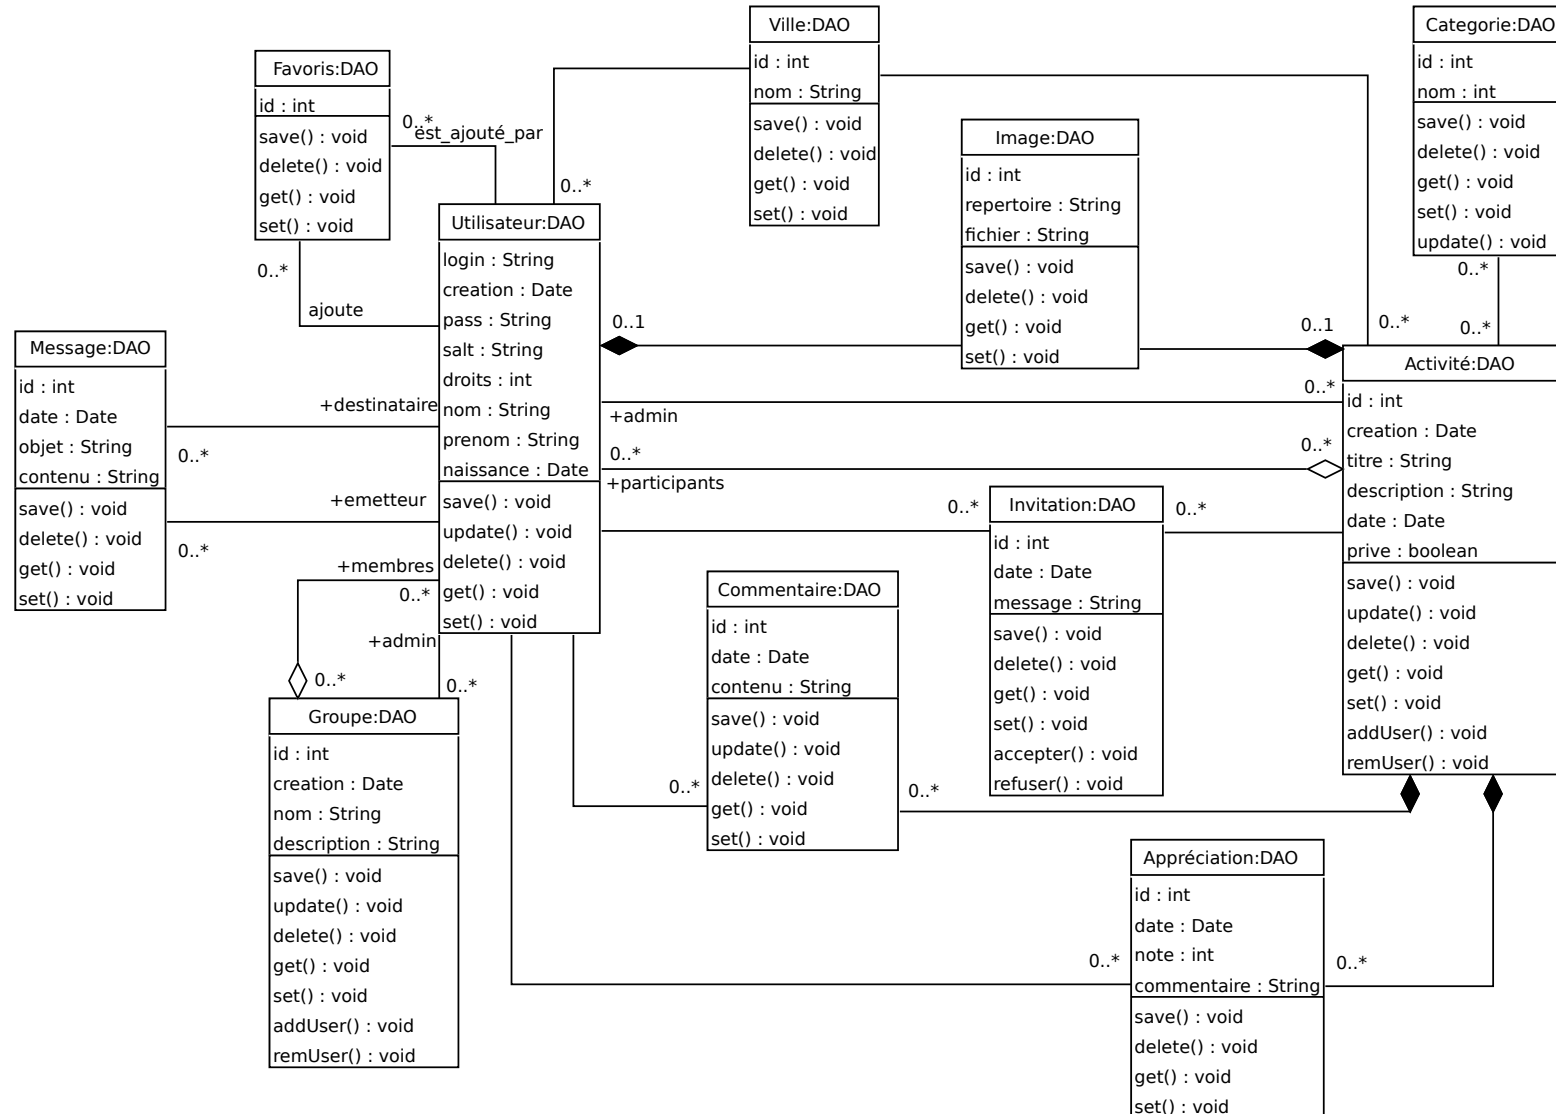 Ville:DAO
id : int
nom : String
save() : void
delete() : void
get() : void
set() : void
Categorie:DAO
id : int
nom : int
save() : void
delete() : void
get() : void
set() : void
update() : void
0..*
0..*
Favoris:DAO
id : int
save() : void
delete() : void
get() : void
set() : void
0..*
est_ajouté_par
0..*
0..*
ajoute
Image:DAO
id : int
repertoire : String
fichier : String
save() : void
delete() : void
get() : void
set() : void
Utilisateur:DAO
login : String
creation : Date
pass : String
salt : String
droits : int
nom : String
prenom : String
naissance : Date
save() : void
update() : void
delete() : void
get() : void
set() : void
0..1
0..1
0..*
Message:DAO
id : int
date : Date
objet : String
contenu : String
save() : void
delete() : void
get() : void
set() : void
+destinataire
0..*
+emetteur
0..*
0..*
+admin
0..*
0..*
+participants
Activité:DAO
id : int
creation : Date
titre : String
description : String
date : Date
prive : boolean
save() : void
update() : void
delete() : void
get() : void
set() : void
addUser() : void
remUser() : void
0..*
Invitation:DAO
id : int
date : Date
message : String
save() : void
delete() : void
get() : void
set() : void
accepter() : void
refuser() : void
0..*
+membres
0..*
+admin
0..*
0..*
Commentaire:DAO
id : int
date : Date
contenu : String
save() : void
update() : void
delete() : void
get() : void
set() : void
0..*
0..*
Groupe:DAO
id : int
creation : Date
nom : String
description : String
save() : void
update() : void
delete() : void
get() : void
set() : void
addUser() : void
remUser() : void
Appréciation:DAO
id : int
date : Date
note : int
commentaire : String
save() : void
delete() : void
get() : void
set() : void
0..*
0..*